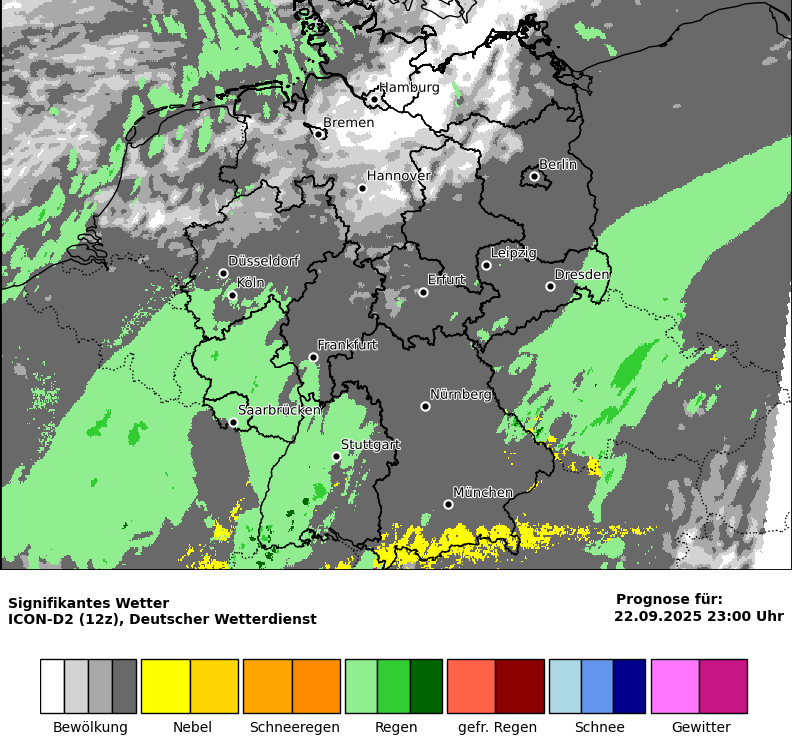 Hamburg
Bremen
Berlin
Hannover
Leipzig
Düsseldorf
Dresden
Erfurt
Köln
Frankfurt
Nürnberg
Saarbrücken
Stuttgart
München
Signifikantes Wetter
ICON-D2 (12z), Deutscher Wetterdienst
Prognose für:
22.09.2025 23:00 Uhr
Bewölkung Nebel Schneeregen Regen gefr. Regen Schnee Gewitter